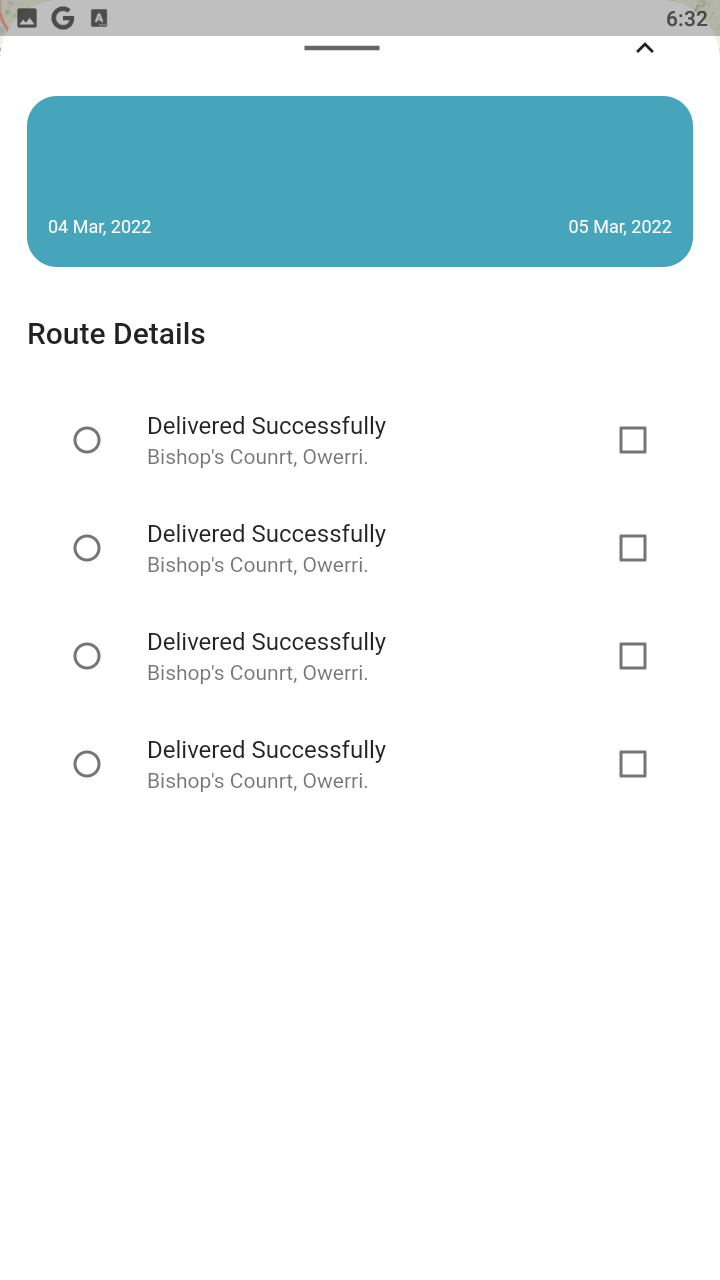 6:32
04 Mar, 2022
05 Mar, 2022
Route Details
Delivered Successfully
Bishop's Counrt, Owerri.
Delivered Successfully
Bishop's Counrt, Owerri.
Delivered Successfully
Bishop's Counrt, Owerri.
Delivered Successfully
Bishop's Counrt, Owerri.